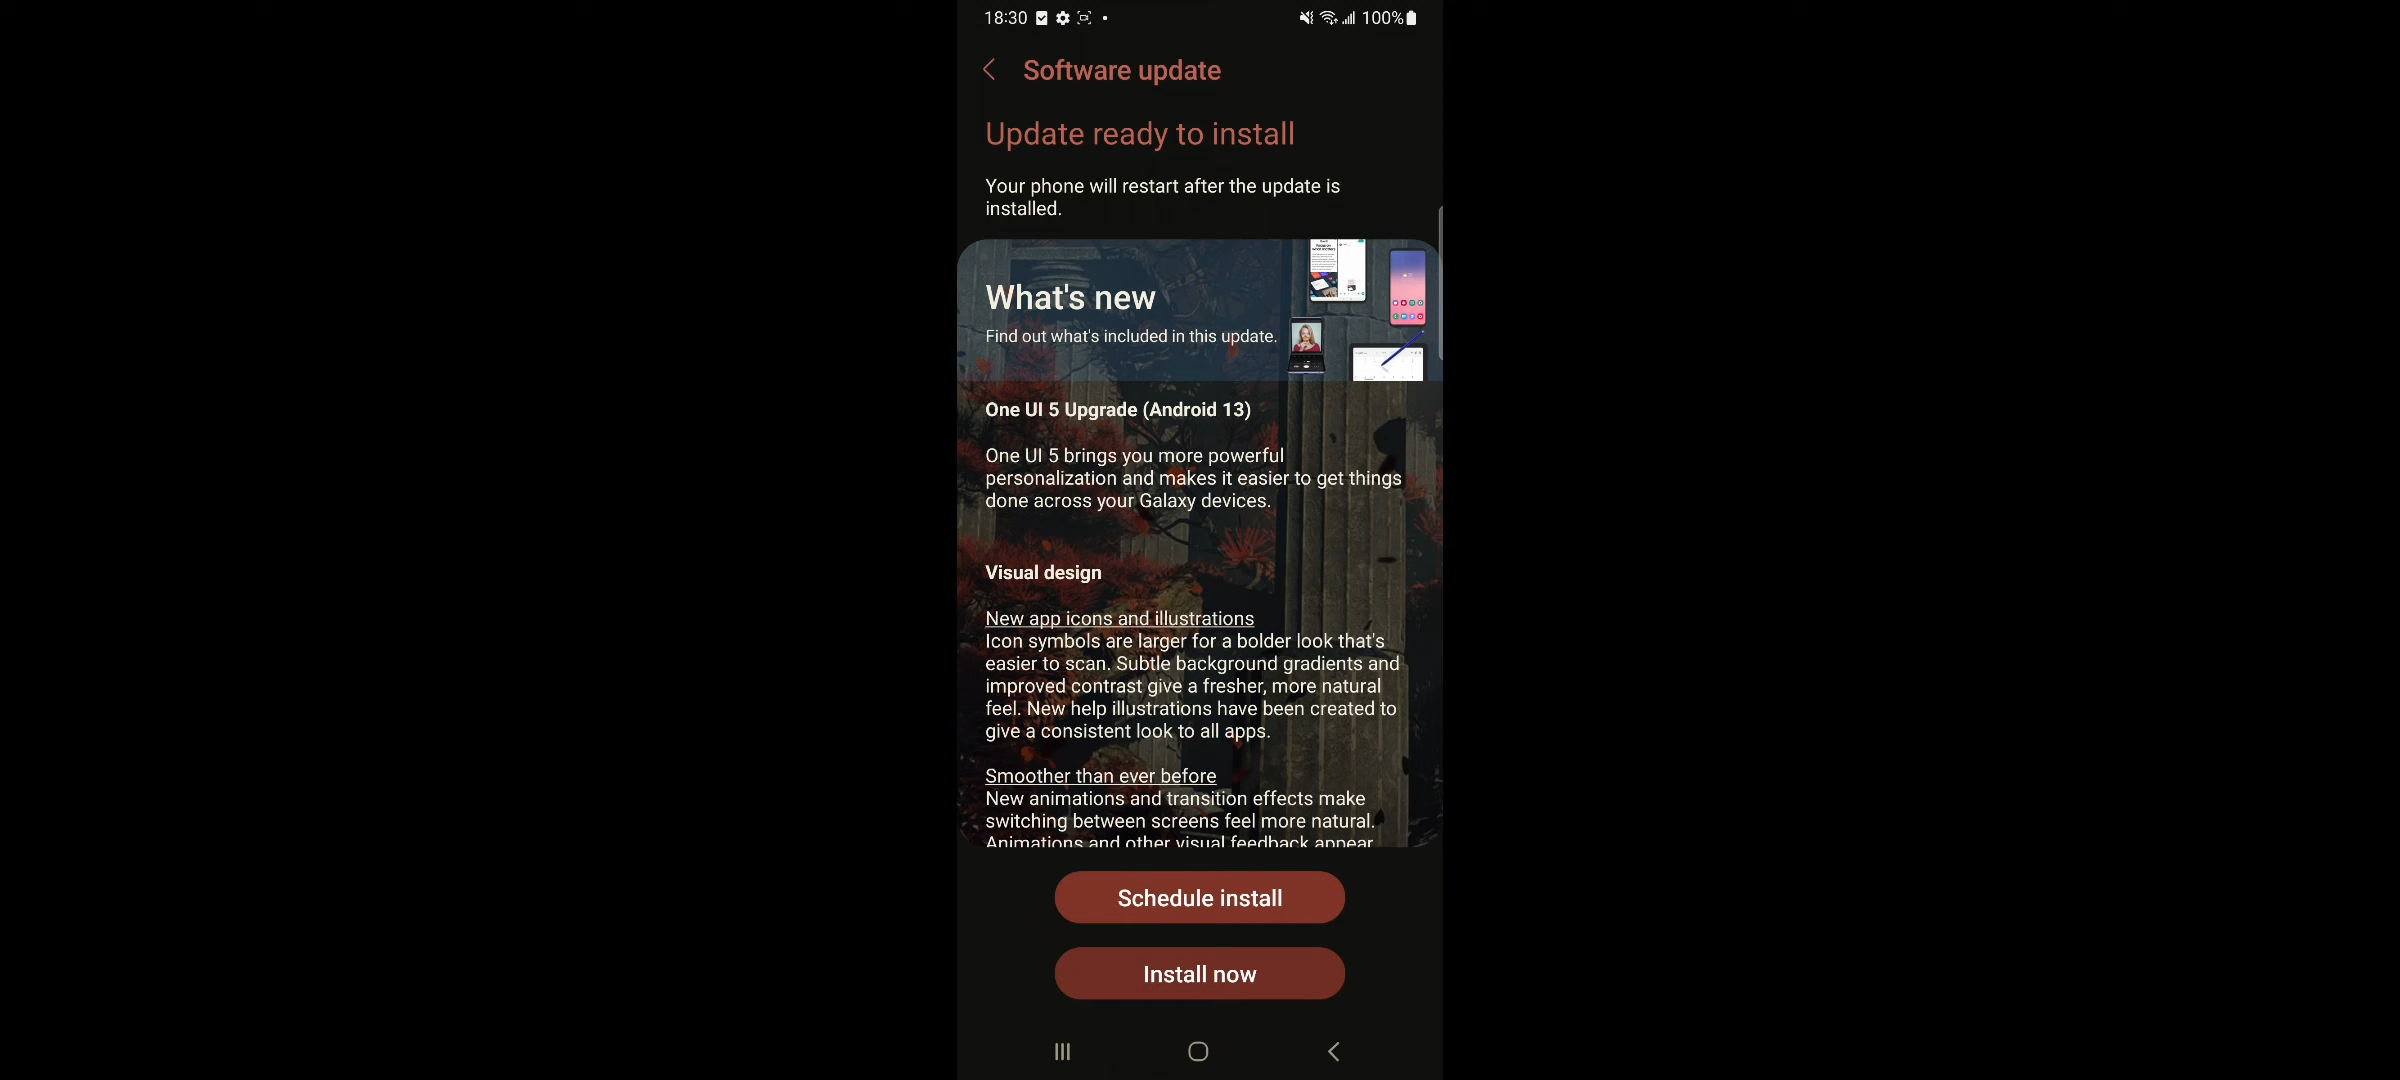 18:30
100%
Software update
Update ready to install
Your phone will restart after the update is
installed.
What's new
Find out what's included in this update.
One UI 5 Upgrade (Android 13)
One UI 5 brings you more powerful
personalization and makes it easier to get things
done across your Galaxy devices.
Visual design
New app icons and illustrations
Icon symbols are larger for a bolder look that's
easier to scan. Subtle background gradients and
improved contrast give a fresher, more natural
feel. New help illustrations have been created to
give a consistent look to all apps.
Smoother than ever before
New animations and transition effects make
switching between screens feel more natural.
Animations and other visual feedback appear
Schedule install
Install now